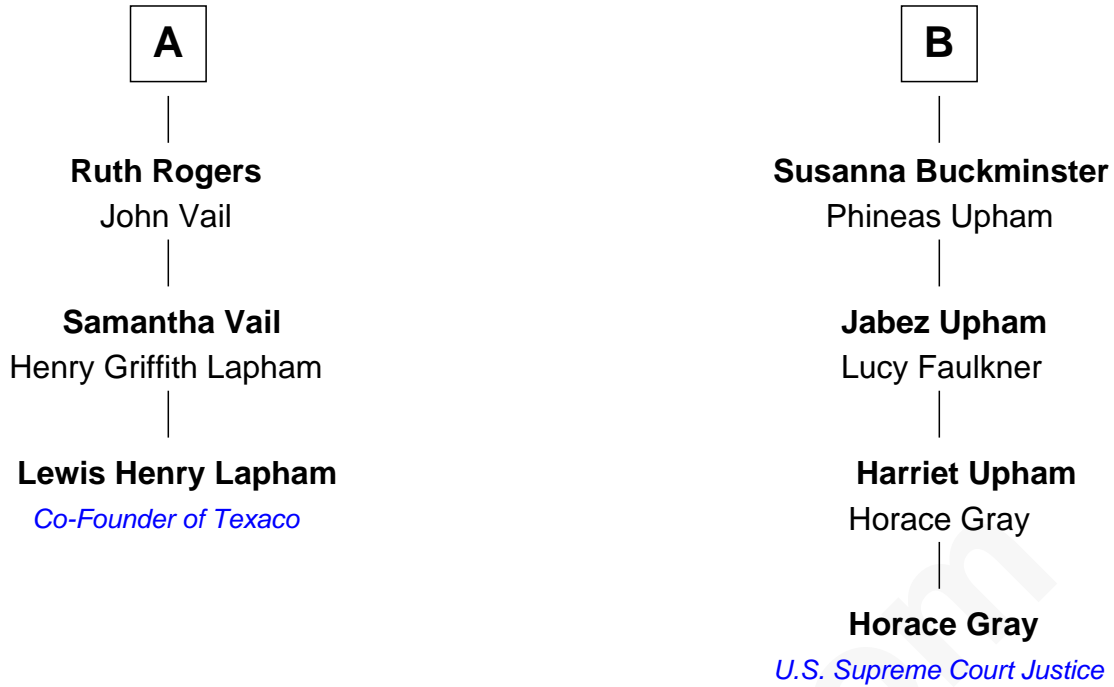 A
Ruth Rogers
John Vail
Samantha Vail
Henry Griffith Lapham
Lewis Henry Lapham
Co-Founder of Texaco
B
Susanna Buckminster
Phineas Upham
Jabez Upham
Lucy Faulkner
Harriet Upham
Horace Gray
Horace Gray
U.S. Supreme Court Justice